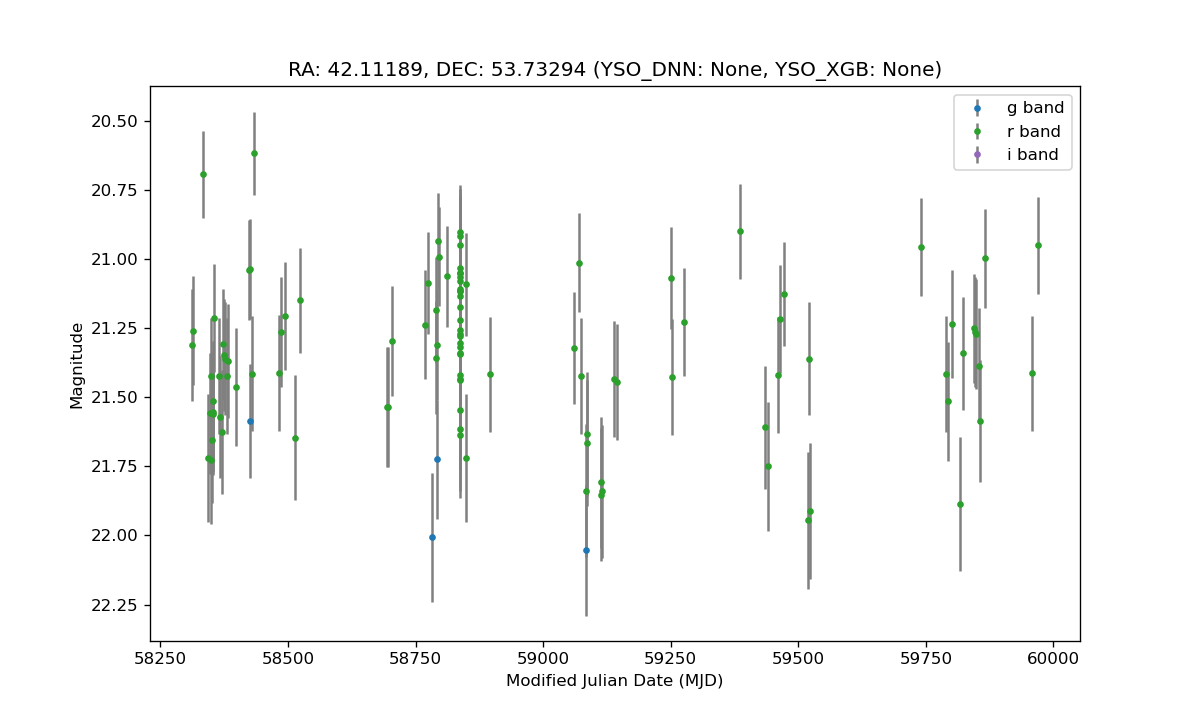 RA: 42.11189, DEC: 53.73294 (YSO_DNN: None, YSO_XGB: None)
g band
r band
i band
20.50
20.75
21.00
21.25
21.50
21.75
22.00
22.25
Magnitude
58250 58500 58750 59000 59250 59500 59750 60000
Modified Julian Date (MJD)